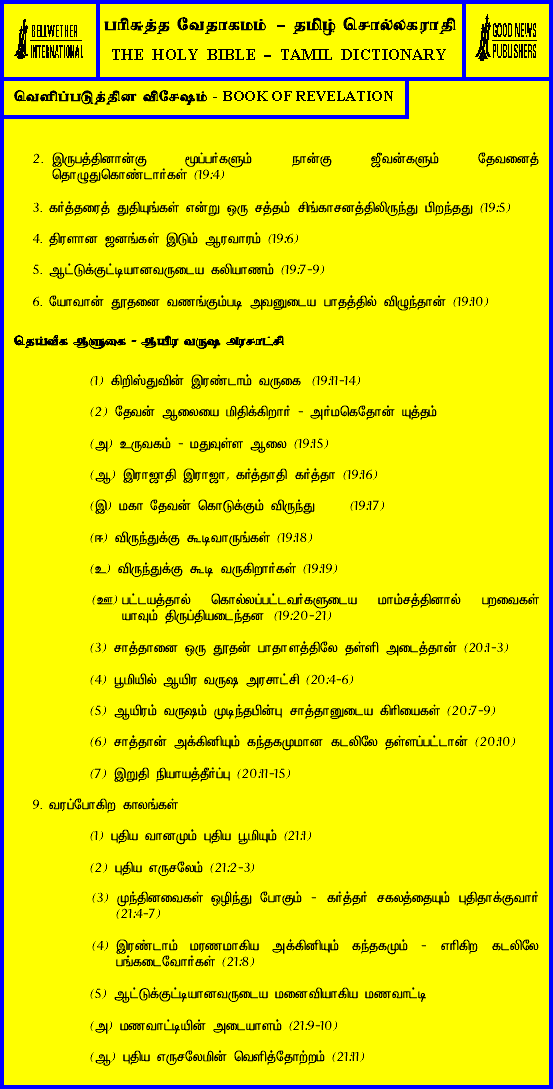 BELLWETHER
INTERNATIONAL
பரிசுத்த வேதாகமம் – தமிழ் சொல்லகராதி
THE HOLY BIBLE – TAMIL DICTIONARY
GOOD NEWS
PUBLISHERS
வெளிப்படுத்தின விசேஷம் - BOOK OF REVELATION
2. இருபத்தினான்கு மூப்பர்களும் நான்கு ஜீவன்களும் தேவனைத்
தொழுதுகொண்டார்கள் (19:4)
3. கர்த்தரைத் துதியுங்கள் என்று ஒரு சத்தம் சிங்காசனத்திலிருந்து பிறந்தது (19:5)
4. திரளான ஜனங்கள் இடும் ஆரவாரம் (19:6)
5. ஆட்டுக்குட்டியானவருடைய கலியாணம் (19:7-9)
6. யோவான் தூதனை வணங்கும்படி அவனுடைய பாதத்தில் விழுந்தான் (19:10)
தெய்வீக ஆளுகை - ஆயிர வருஷ அரசாட்சி
(1) கிறிஸ்துவின் இரண்டாம் வருகை (19:11-14)
(2) தேவன் ஆலையை மிதிக்கிறார் - அர்மகெதோன் யுத்தம்
(அ) உருவகம் - மதுவுள்ள ஆலை (19:15)
(ஆ) இராஜாதி இராஜா, கர்த்தாதி கர்த்தா (19:16)
(இ) மகா தேவன் கொடுக்கும் விருந்து (19:17)
(ஈ) விருந்துக்கு கூடிவாருங்கள் (19:18)
(உ) விருந்துக்கு கூடி வருகிறார்கள் (19:19)
(ஊ) பட்டயத்தால் கொல்லப்பட்டவர்களுடைய மாம்சத்தினால் பறவைகள்
யாவும் திருப்தியடைந்தன (19:20-21)
(3) சாத்தானை ஒரு தூதன் பாதாளத்திலே தள்ளி அடைத்தான் (20:1-3)
(4) பூமியில் ஆயிர வருஷ அரசாட்சி (20:4-6)
(5) ஆயிரம் வருஷம் முடிந்தபின்பு சாத்தானுடைய கிரியைகள் (20:7-9)
(6) சாத்தான் அக்கினியும் கந்தகமுமான கடலிலே தள்ளப்பட்டான் (20:10)
(7) இறுதி நியாயத்தீர்ப்பு (20:11-15)
9. வரப்போகிற காலங்கள்
(1) புதிய வானமும் புதிய பூமியும் (21:1)
(2) புதிய எருசலேம் (21:2-3)
(3) முந்தினவைகள் ஒழிந்து போகும் - கர்த்தர் சகலத்தையும் புதிதாக்குவார்
(21:4-7)
(4) இரண்டாம் மரணமாகிய அக்கினியும் கந்தகமும் - எரிகிற கடலிலே
பங்கடைவோர்கள் (21:8)
(5) ஆட்டுக்குட்டியானவருடைய மனைவியாகிய மணவாட்டி
(அ) மணவாட்டியின் அடையாளம் (21:9-10)
(ஆ) புதிய எருசலேமின் வெளித்தோற்றம் (21:11)